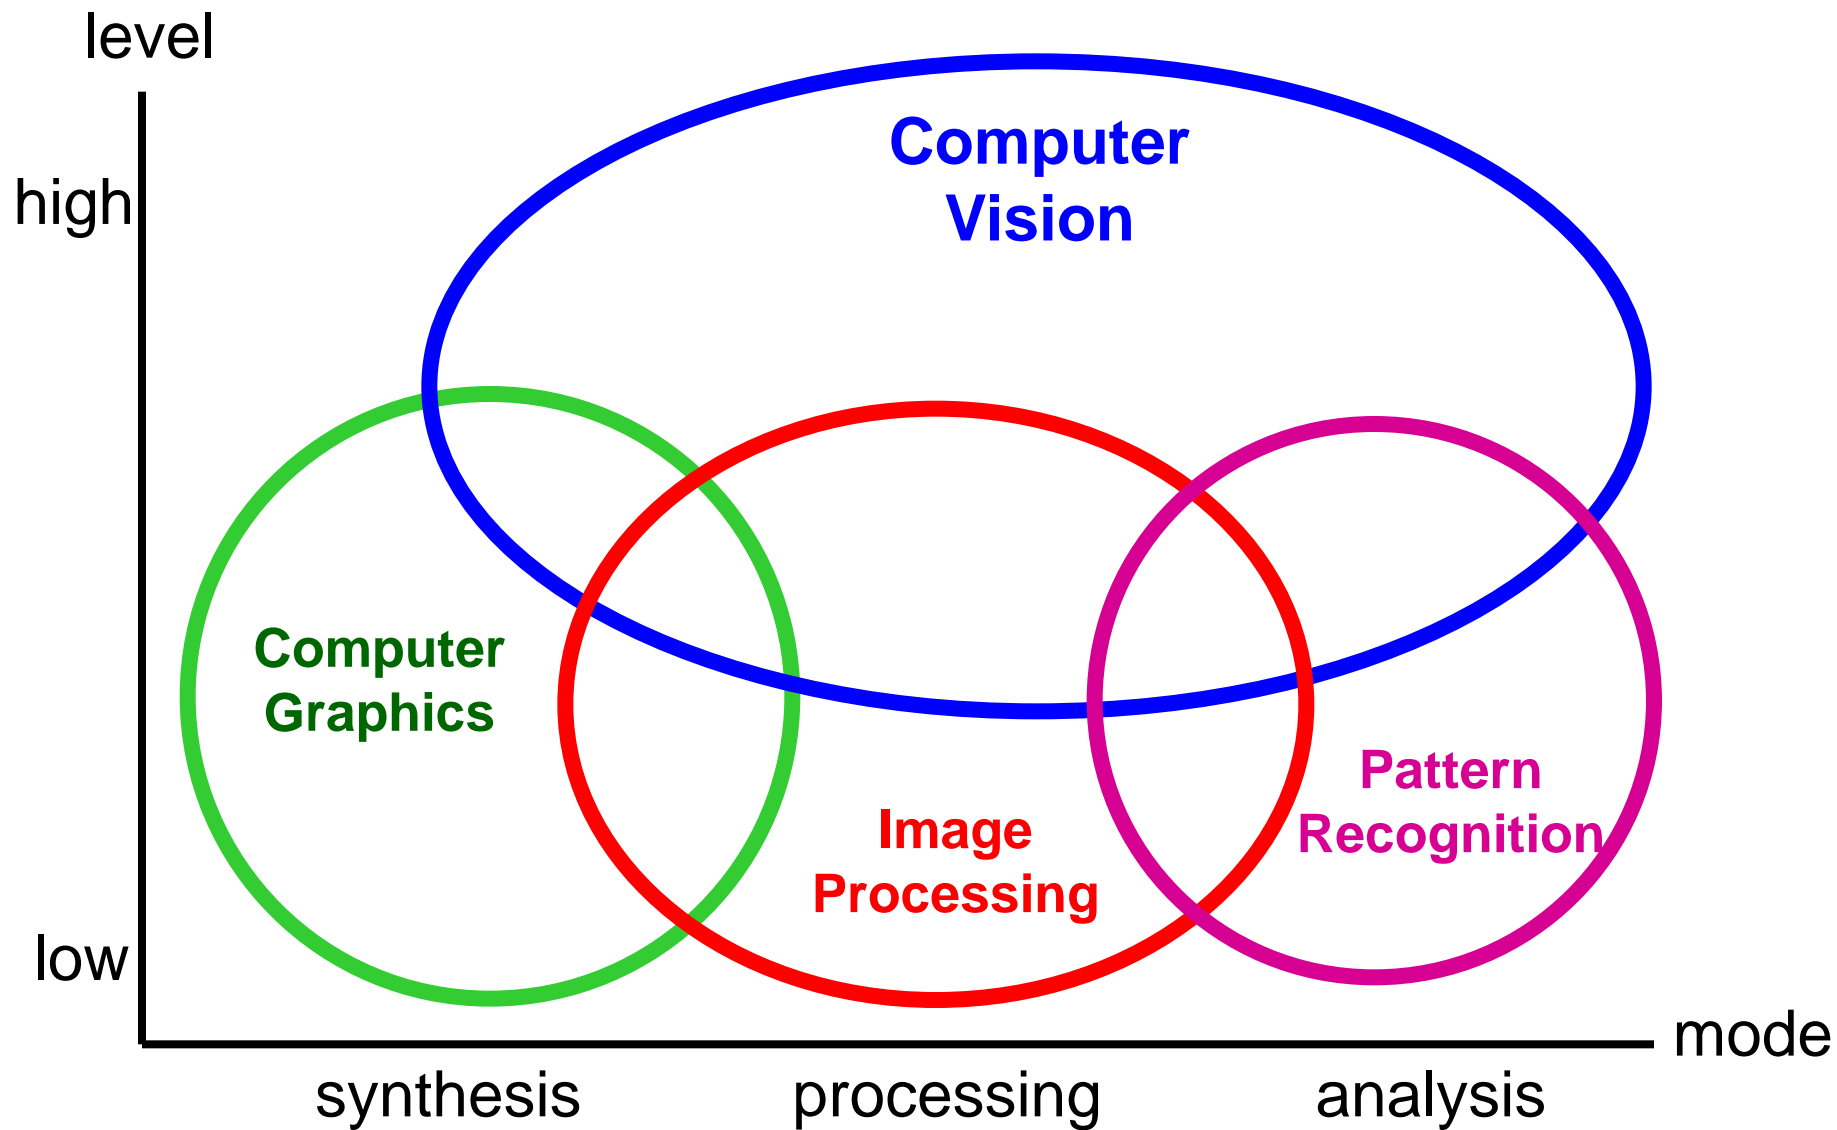 level
Computer
Vision
high
Computer
Graphics
Pattern
Recognition
Image
Processing
low
mode
synthesis
processing
analysis